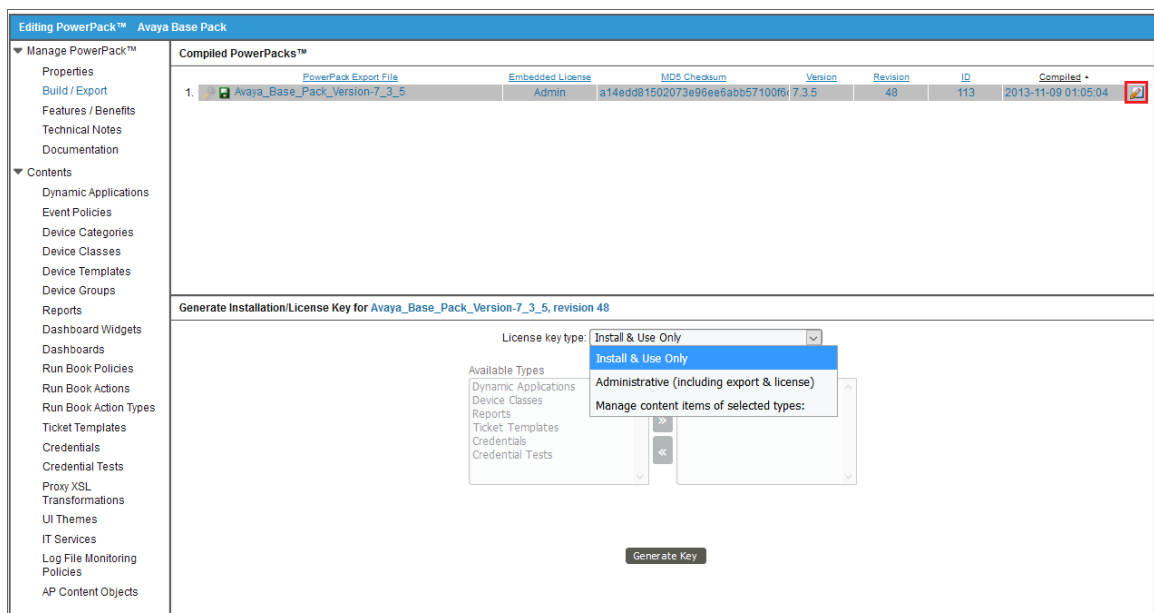 Editing PowerPack™ Avaya Base Pack
Manage PowerPack™
Properties
Build / Export
Features / Benefits
Technical Notes
Documentation
Contents
Dynamic Applications
Event Policies
Device Categories
Device Classes
Device Templates
Device Groups
Reports
Dashboard Widgets
Dashboards
Run Book Policies
Run Book Actions
Run Book Action Types
Ticket Templates
Credentials
Credential Tests
Proxy XSL
Transformations
UI Themes
IT Services
Log File Monitoring
Policies
AP Content Objects
Compiled PowerPacks™
PowerPack Export File Embedded License MD5 Checksum Version Revision ID Compiled
1. Avaya_Base_Pack_Version-7_3_5 Admin a14edd81502073e96ee6abb57100f6c 7.3.5 48 113 2013-11-09 01:05:04
Generate Installation/License Key for Avaya_Base_Pack_Version-7_3_5, revision 48
License key type: Install & Use Only
Install & Use Only
Administrative (including export & license)
Manage content items of selected types:
Available Types
Dynamic Applications
Device Classes
Reports
Ticket Templates
Credentials
Credential Tests
»
«
Generate Key